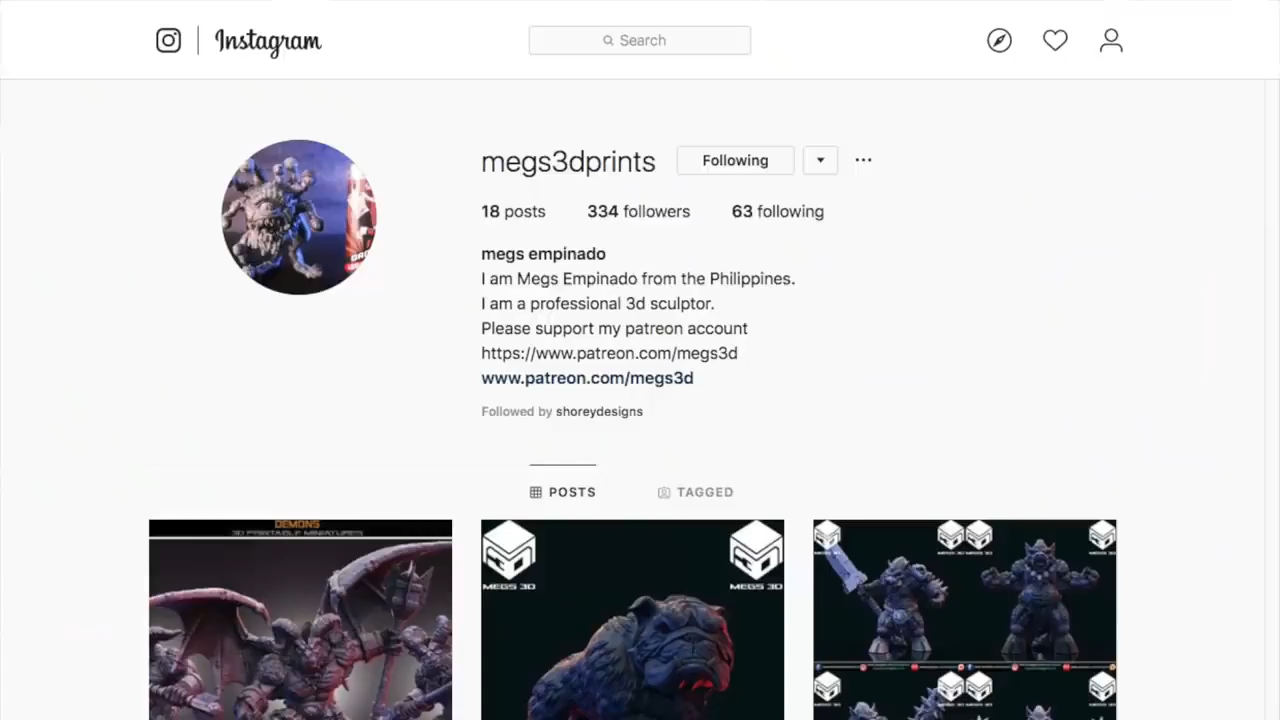 Instagram
Search
megs3dprints
Following
18 posts
334 followers
63 following
megs empinado
I am Megs Empinado from the Philippines.
I am a professional 3d sculptor.
Please support my patreon account
https://www.patreon.com/megs3d
www.patreon.com/megs3d
Followed by shoreydesigns
POSTS
TAGGED
DEMONS
3D PRINTABLE MINIATURES
MEGS 3D
MEGS 3D